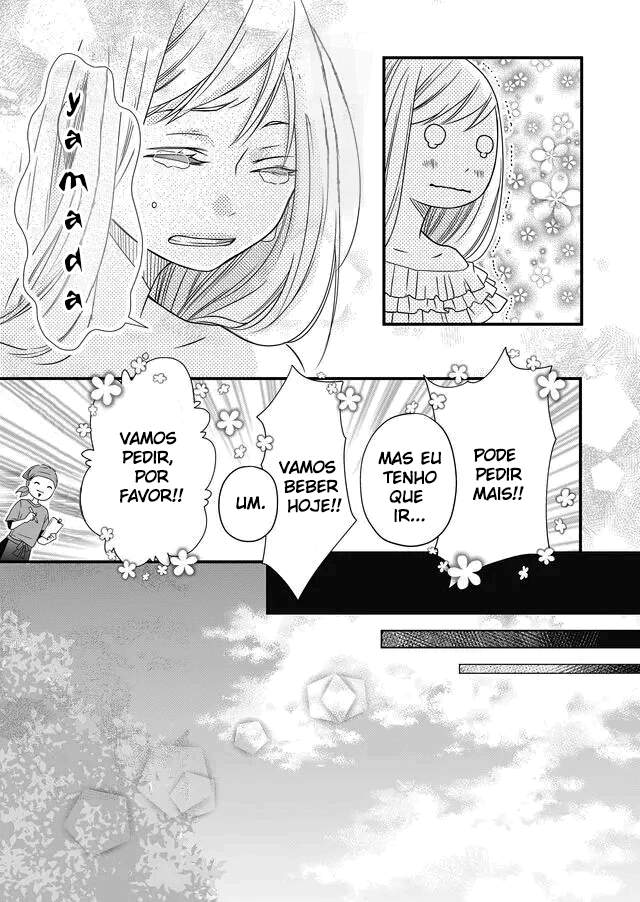 yamada
PODE
PEDIR
MAIS!!
MAS EU
TENHO
QUE
IR...
VAMOS
BEBER
HOJE!!
UM.
VAMOS
PEDIR,
POR
FAVOR!!